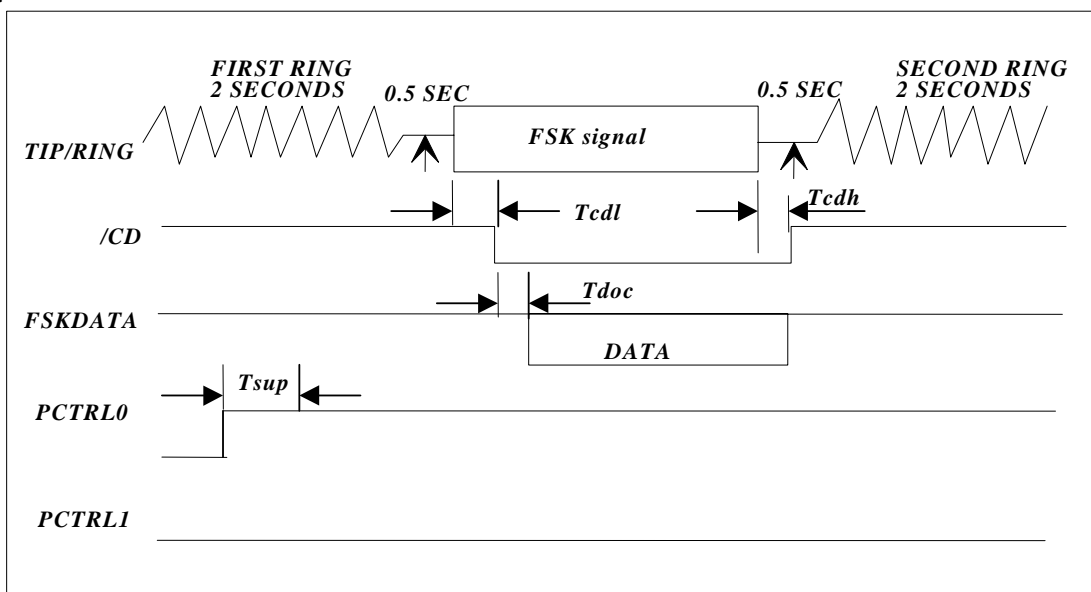 FIRST RING
2 SECONDS
0.5 SEC
SECOND RING
2 SECONDS
0.5 SEC
FSK signal
TIP/RING
Tcdl
Tcdh
/CD
Tdoc
FSKDATA
DATA
Tsup
PCTRL0
PCTRL1